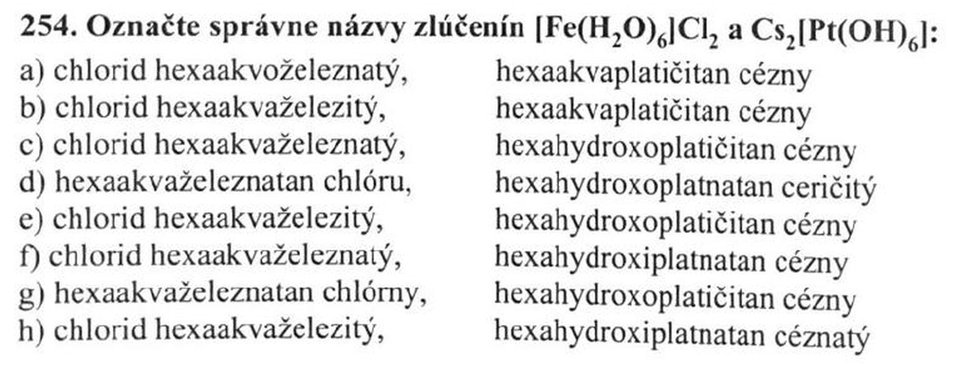 254. Označte správne názvy zlúčenín [Fe(H₂O)₆]Cl₂ a Cs₂[Pt(OH)₆]:
a) chlorid hexaakvoželeznatý, hexaakvaplatičitan cézny
b) chlorid hexaakvaželezitý, hexaakvaplatičitan cézny
c) chlorid hexaakvaželeznatý, hexahydroxoplatičitan cézny
d) hexaakvaželeznatan chlóru, hexahydroxoplatnatan ceričitý
e) chlorid hexaakvaželezitý, hexahydroxoplatičitan cézny
f) chlorid hexaakvaželeznatý, hexahydroxiplatnatan cézny
g) hexaakvaželeznatan chlórny, hexahydroxoplatičitan cézny
h) chlorid hexaakvaželezitý, hexahydroxiplatnatan céznatý